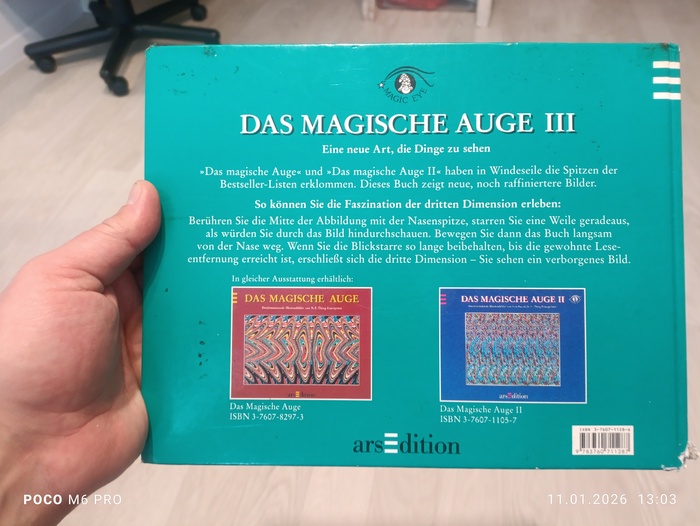 MAGIC EYE
DAS MAGISCHE AUGE III
Eine neue Art, die Dinge zu sehen
»Das magische Auge« und »Das magische Auge II« haben in Windeseile die Spitzen der
Bestseller-Listen erklommen. Dieses Buch zeigt neue, noch raffiniertere Bilder.
So können Sie die Faszination der dritten Dimension erleben:
Berühren Sie die Mitte der Abbildung mit der Nasenspitze, starren Sie eine Weile geradeaus,
als würden Sie durch das Bild hindurchschauen. Bewegen Sie dann das Buch langsam
von der Nase weg. Wenn Sie die Blickstarre so lange beibehalten, bis die gewohnte Lese-
entfernung erreicht ist, erschließt sich die dritte Dimension – Sie sehen ein verborgenes Bild.
In gleicher Ausstattung erhältlich:
DAS MAGISCHE AUGE
DAS MAGISCHE AUGE II
arsEdition
arsEdition
Das Magische Auge
ISBN 3-7607-8297-3
Das Magische Auge II
ISBN 3-7607-1105-7
arsEdition
POCO M6 PRO
11.01.2026 13:03